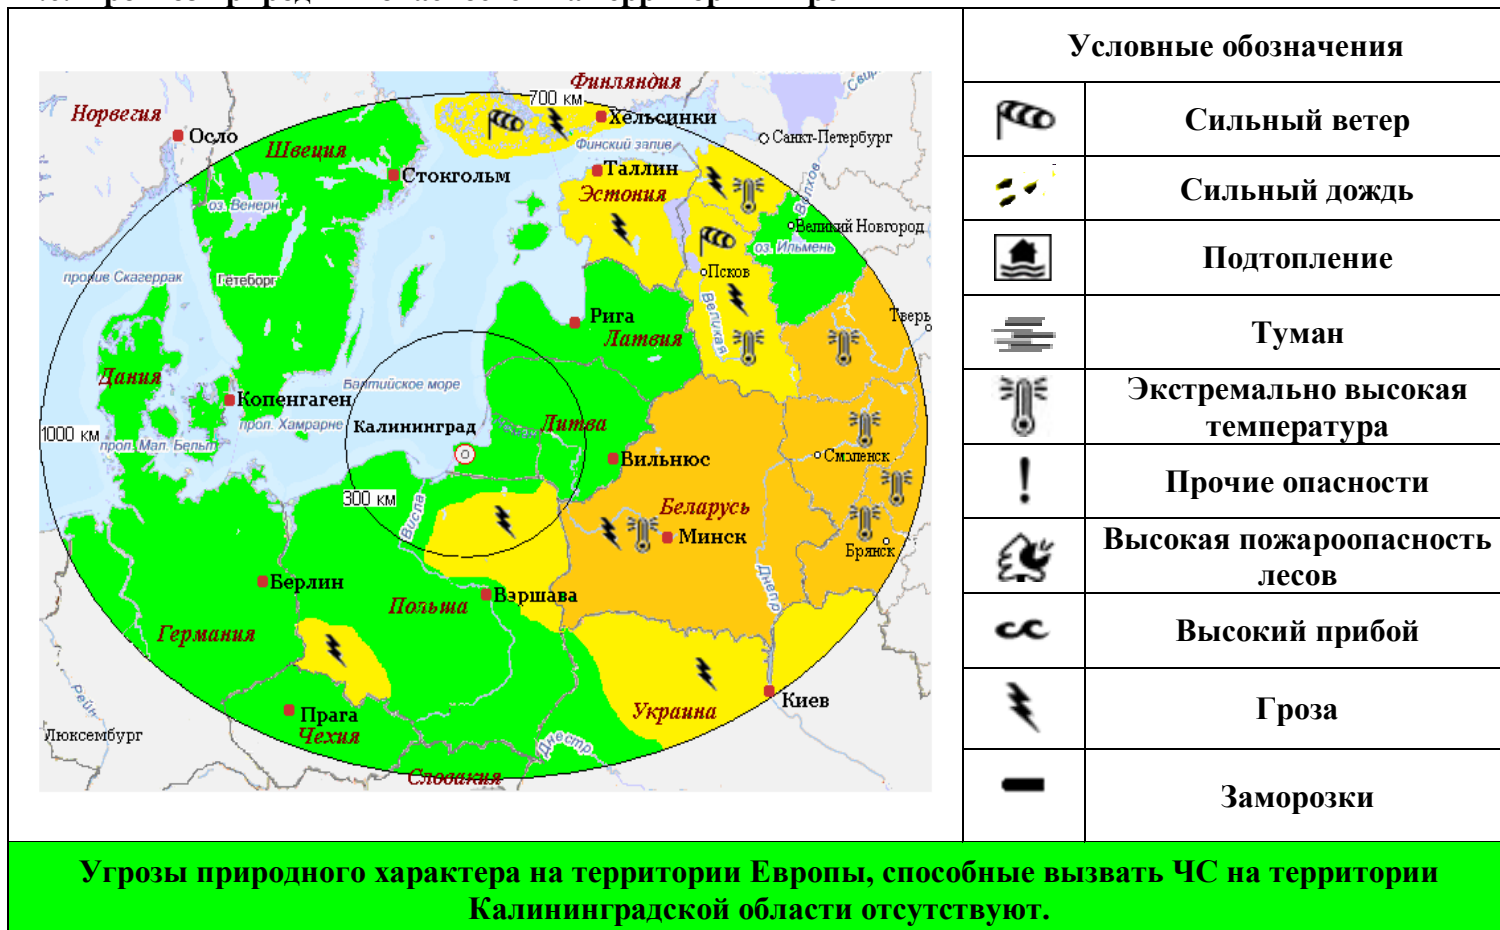 Условные обозначения
Сильный ветер
Сильный дождь
Подтопление
Туман
Экстремально высокая
температура
Прочие опасности
Высокая пожароопасность
лесов
Высокий прибой
Гроза
Заморозки
Финляндия
700 км
Норвегия
Осло
Хельсинки
Швеция
Финский залив
Санкт-Петербург
Стокгольм
Таллин
Эстония
Волхов
оз. Венерн
Великий Новгород
оз. Ильмень
пролив Скагеррак
Гётеборг
Псков
Великая
Рига
Латвия
Тверь
Дания
Балтийское море
Копенгаген
прол. Хамрарне
Калининград
Литва
1000 км
прол. Мал. Бельт
Вильнюс
Смоленск
300 км
Висла
Беларусь
Минск
Брянск
Днепр
Берлин
Польша
Вэршава
Германия
Украина
Киев
Рейн
Прага
Чехия
Люксембург
Днестр
Словакия
Угрозы природного характера на территории Европы, способные вызвать ЧС на территории
Калининградской области отсутствуют.